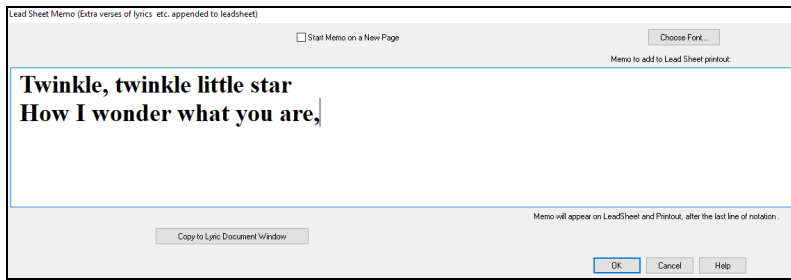 Lead Sheet Memo (Extra verses of lyrics etc. appended to leadsheet)
Start Memo on a New Page
Choose Font...
Memo to add to Lead Sheet printout:
Twinkle, twinkle little star
How I wonder what you are,
Memo will appear on LeadSheet and Printout, after the last line of notation .
Copy to Lyric Document Window
OK Cancel Help